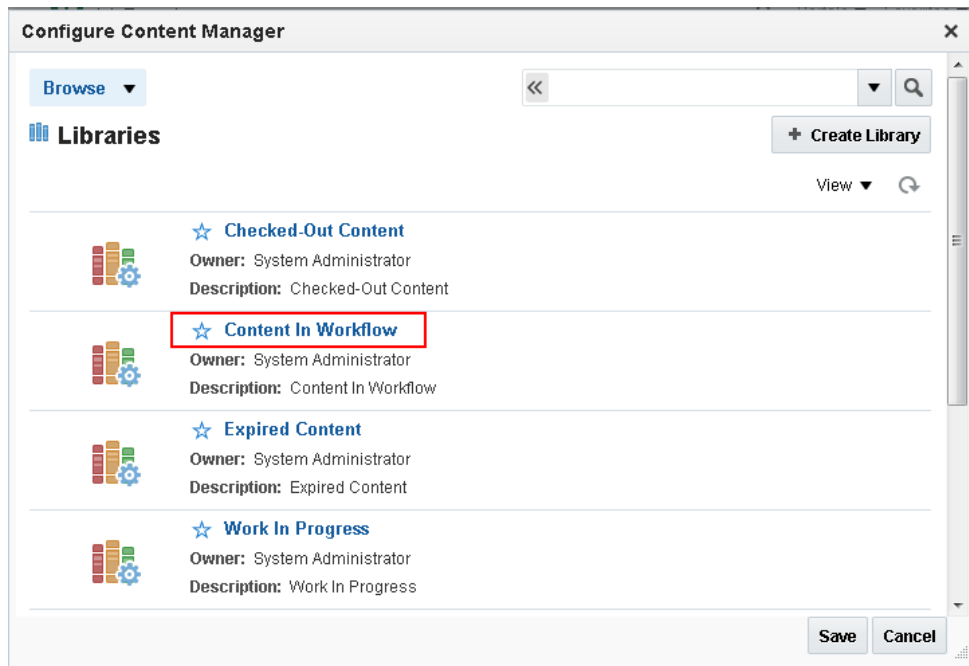 Configure Content Manager
Browse
Libraries
+ Create Library
View
Checked-Out Content
Owner: System Administrator
Description: Checked-Out Content
Content In Workflow
Owner: System Administrator
Description: Content In Workflow
Expired Content
Owner: System Administrator
Description: Expired Content
Work In Progress
Owner: System Administrator
Description: Work In Progress
Save Cancel